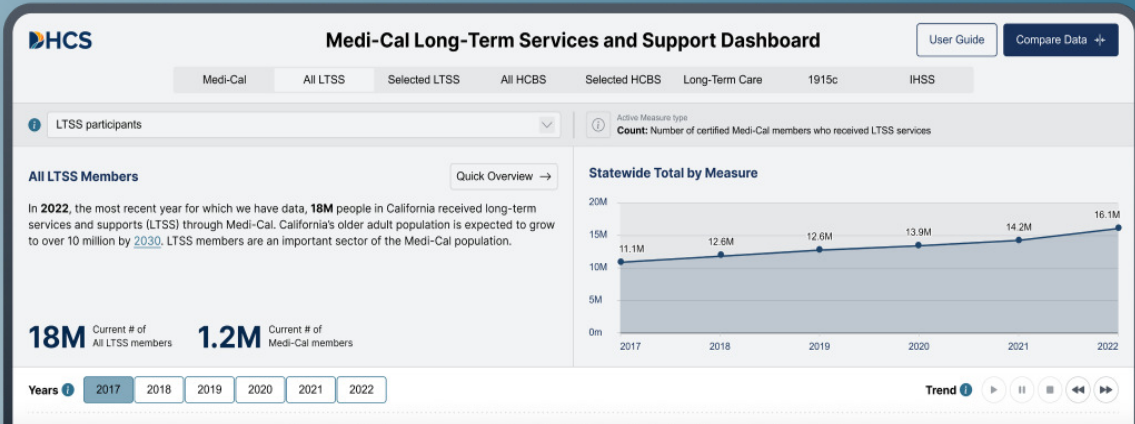 DHCS
Medi-Cal Long-Term Services and Support Dashboard
User Guide
Compare Data
Medi-Cal
All LTSS
Selected LTSS
All HCBS
Selected HCBS
Long-Term Care
1915c
IHSS
i
LTSS participants
i
Active Measure type
Count: Number of certified Medi-Cal members who received LTSS services
All LTSS Members
Quick Overview →
In 2022, the most recent year for which we have data, 18M people in California received long-term
services and supports (LTSS) through Medi-Cal. California's older adult population is expected to grow
to over 10 million by 2030. LTSS members are an important sector of the Medi-Cal population.
18M
Current # of
All LTSS members
1.2M
Current # of
Medi-Cal members
Statewide Total by Measure
20M
15M
10M
5M
0m
11.1M
12.6M
12.6M
13.9M
14.2M
16.1M
2017
2018
2019
2020
2021
2022
Years i
2017
2018
2019
2020
2021
2022
Trend i